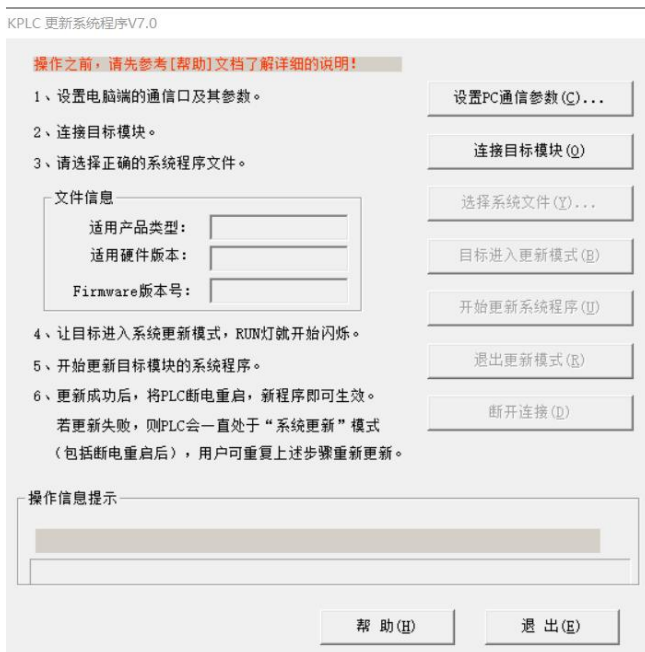 KPLC 更新系统程序V7.0
操作之前，请先参考[帮助]文档了解详细的说明!
1、设置电脑端的通信口及其参数。
设置PC通信参数(C)...
2、连接目标模块。
连接目标模块(O)
3、请选择正确的系统程序文件。
选择系统文件(Y)...
文件信息
适用产品类型:
适用硬件版本:
Firmware版本号:
目标进入更新模式(B)
开始更新系统程序(U)
4、让目标进入系统更新模式，RUN灯就开始闪烁。
5、开始更新目标模块的系统程序。
退出更新模式(R)
6、更新成功后，将PLC断电重启，新程序即可生效。
若更新失败，则PLC会一直处于“系统更新”模式
（包括断电重启后），用户可重复上述步骤重新更新。
断开连接(D)
操作信息提示
帮 助(H)
退 出(E)